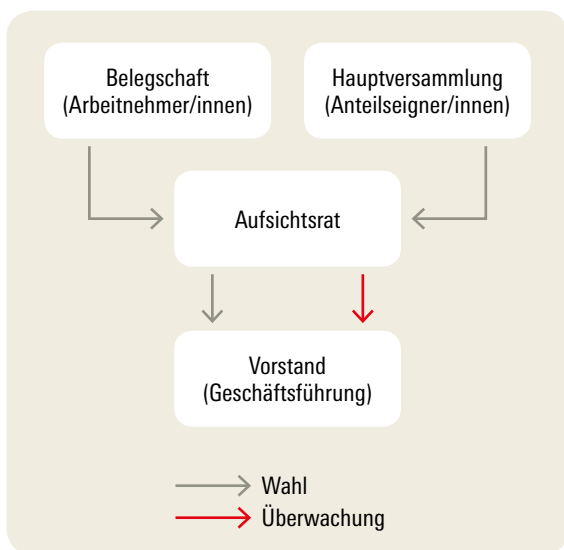 Belegschaft
(Arbeitnehmer/innen)
Hauptversammlung
(Anteilseigner/innen)
Aufsichtsrat
Vorstand
(Geschäftsführung)
Wahl
Überwachung